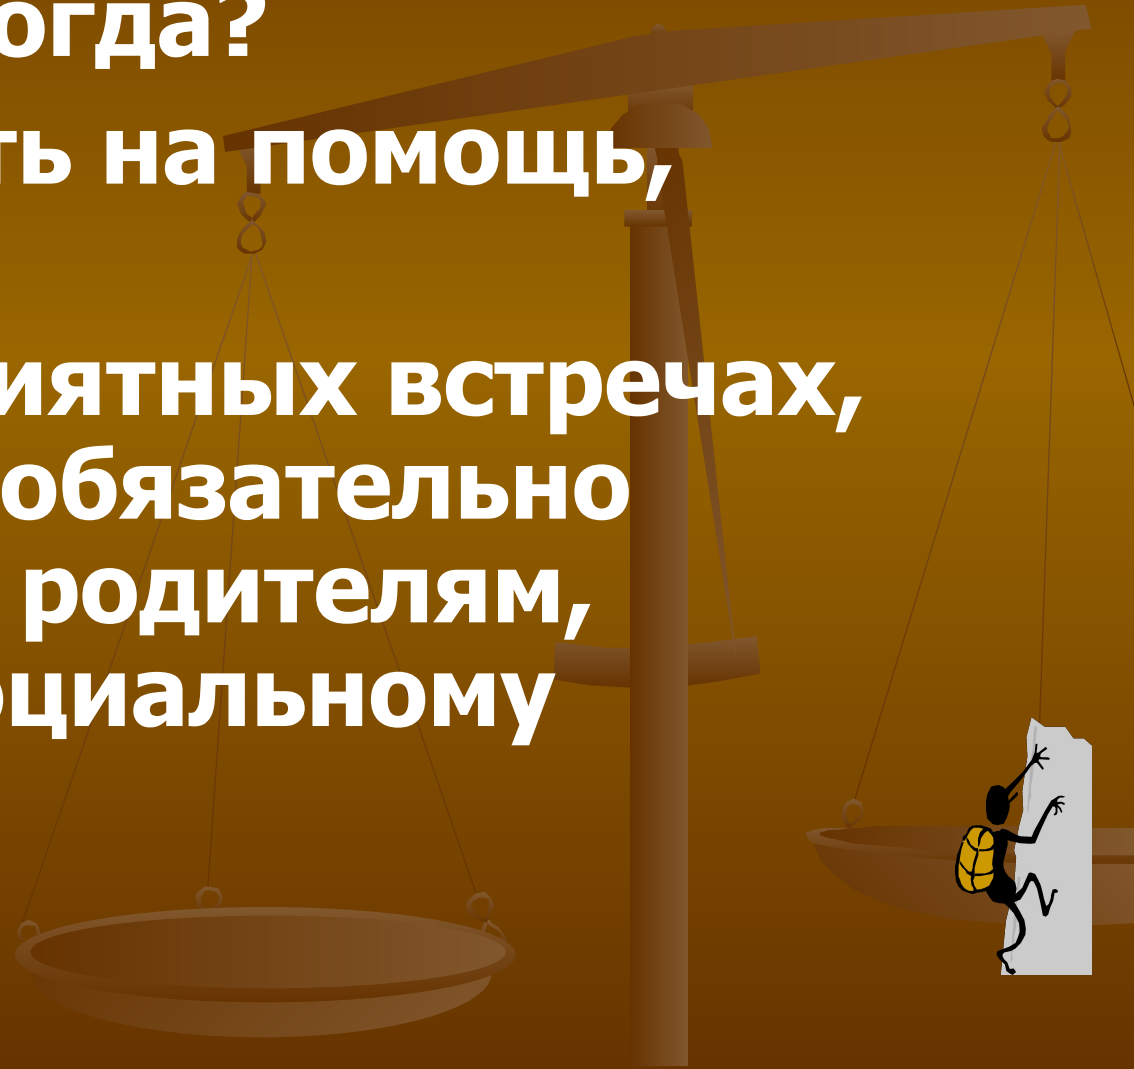 огда?
ть на помощь,
иятных встречах,
обязательно
родителям,
оциальному